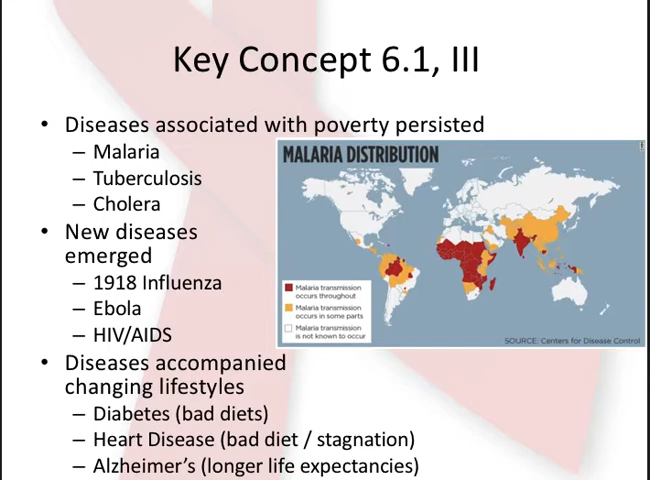 Key Concept 6.1, III
• Diseases associated with poverty persisted
– Malaria
– Tuberculosis
– Cholera
• New diseases
emerged
– 1918 Influenza
– Ebola
– HIV/AIDS
• Diseases accompanied
changing lifestyles
– Diabetes (bad diets)
– Heart Disease (bad diet / stagnation)
– Alzheimer’s (longer life expectancies)
MALARIA DISTRIBUTION
Malaria transmission
occurs throughout
Malaria transmission
occurs in some parts
Malaria transmission
is not known to occur
SOURCE: Centers for Disease Control